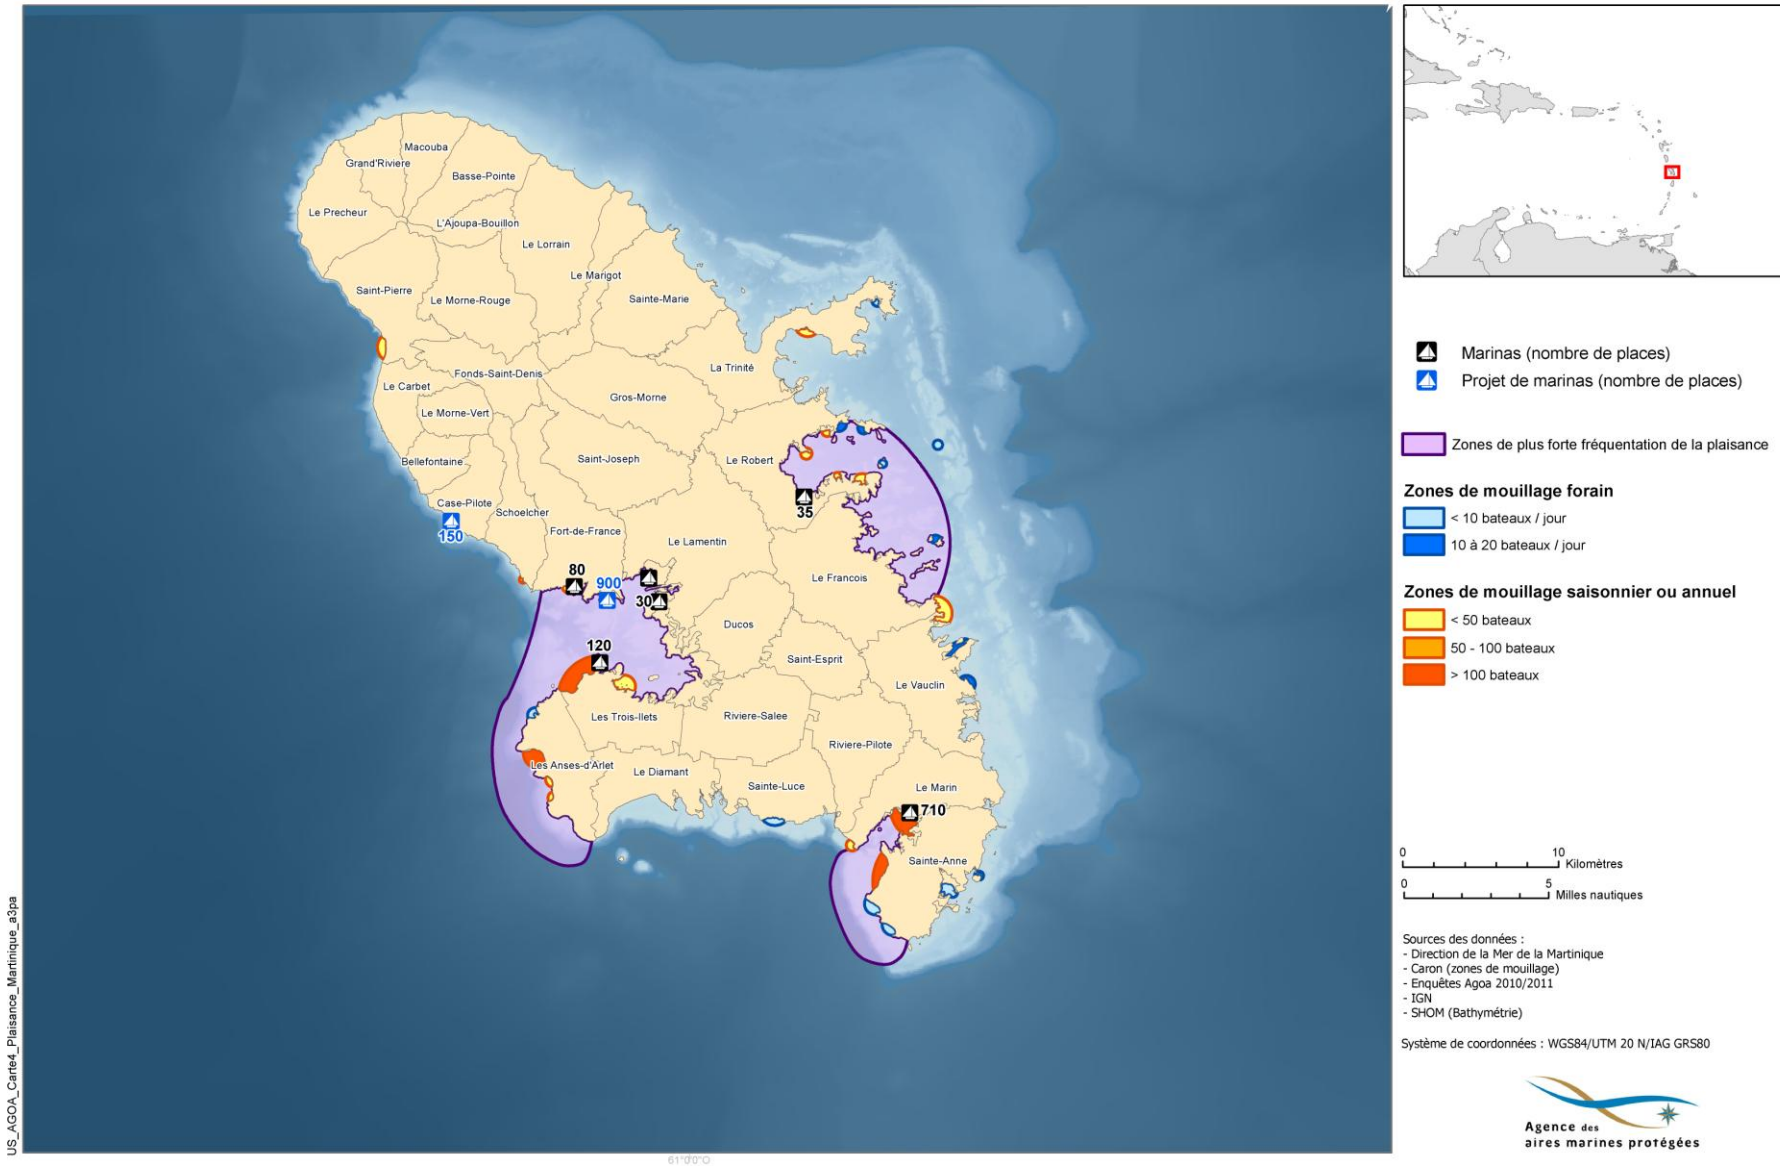 Macouba
Grand'Riviere
Basse-Pointe
Le Precheur
L'Ajoupa-Bouillon
Le Lorrain
Le Marigot
Saint-Pierre
Le Morne-Rouge
Sainte-Marie
Fonds-Saint-Denis
La Trinité
Le Carbet
Gros-Morne
Le Morne-Vert
Bellefontaine
Saint-Joseph
Le Robert
Case-Pilote
Schoelcher
35
150
Fort-de-France
Le Lamentin
80
900
Le Francois
30
Ducos
120
Saint-Esprit
Le Vauclin
Les Trois-Ilets
Riviere-Salee
Riviere-Pilote
Les Anses-d'Arlet
Le Diamant
Sainte-Luce
Le Marin
710
Sainte-Anne
US_AGOA_Carte4_Plaisance_Martinique_a3pa
61°0'0"O
Marinas (nombre de places)
Projet de marinas (nombre de places)
Zones de plus forte fréquentation de la plaisance
Zones de mouillage forain
< 10 bateaux / jour
10 à 20 bateaux / jour
Zones de mouillage saisonnier ou annuel
< 50 bateaux
50 - 100 bateaux
> 100 bateaux
0 10
Kilomètres
0 5
Milles nautiques
Sources des données :
- Direction de la Mer de la Martinique
- Caron (zones de mouillage)
- Enquêtes Agoa 2010/2011
- IGN
- SHOM (Bathymétrie)
Système de coordonnées : WGS84/UTM 20 N/IAG GRS80
Agence des
aires marines protégées